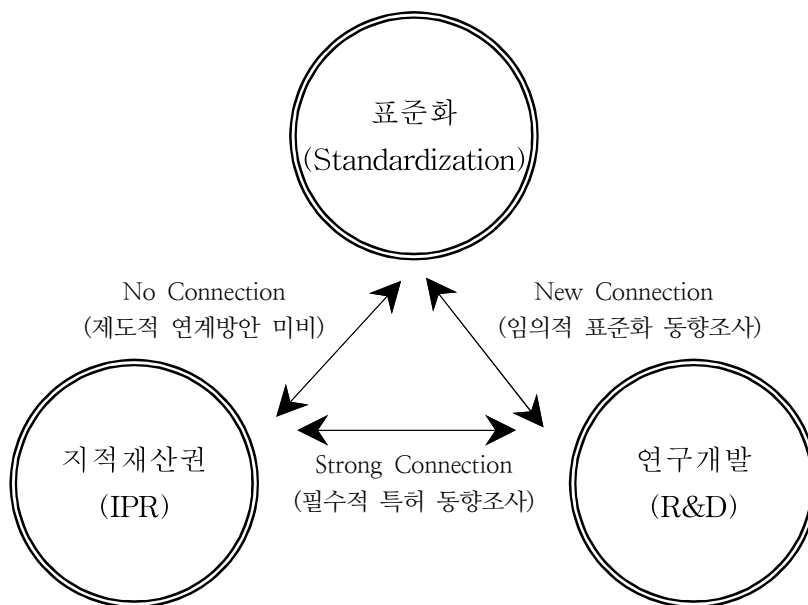 표준화
(Standardization)
No Connection
(제도적 연계방안 미비)
New Connection
(임의적 표준화 동향조사)
지적재산권
(IPR)
Strong Connection
(필수적 특허 동향조사)
연구개발
(R&D)